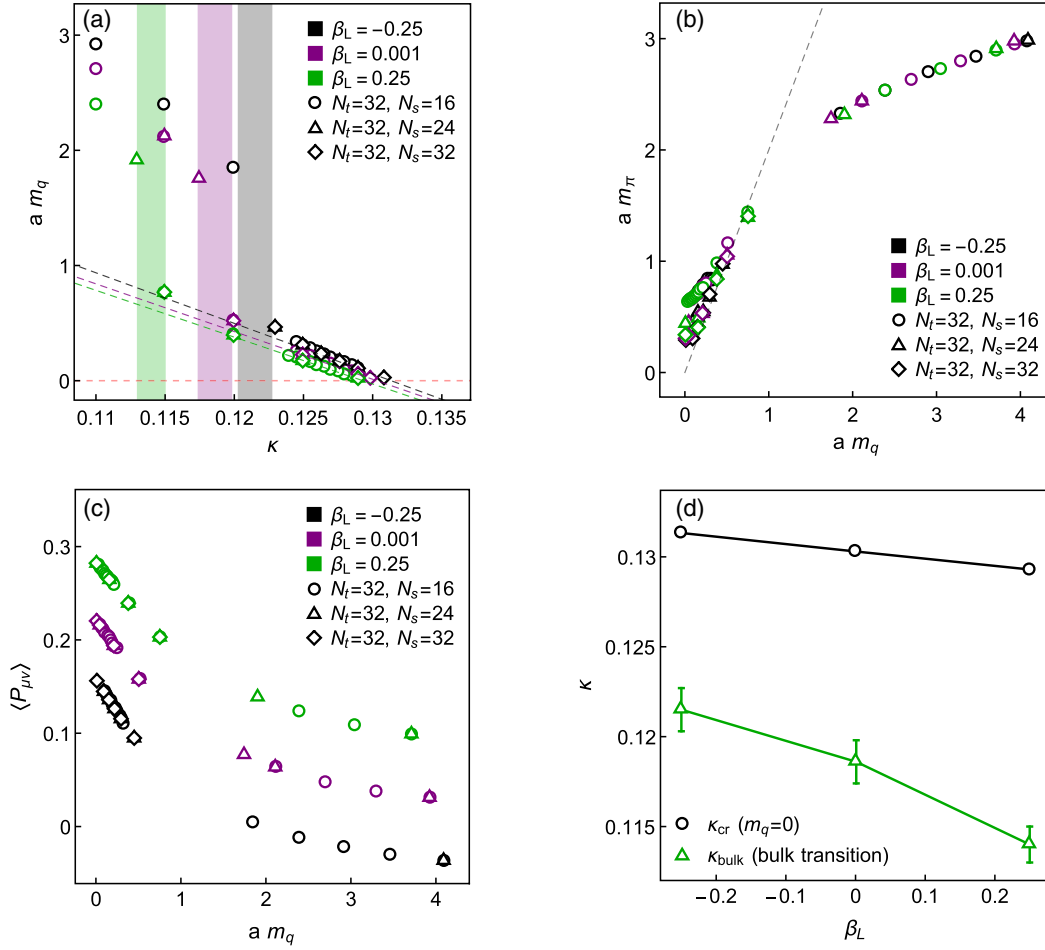 (a)
β_L = −0.25
β_L = 0.001
β_L = 0.25
N_t=32, N_s=16
N_t=32, N_s=24
N_t=32, N_s=32
a m_q
3
2
1
0
0.11 0.115 0.12 0.125 0.13 0.135
κ
(b)
a m_π
3
2
1
0
β_L = −0.25
β_L = 0.001
β_L = 0.25
N_t=32, N_s=16
N_t=32, N_s=24
N_t=32, N_s=32
0 1 2 3 4
a m_q
(c)
β_L = −0.25
β_L = 0.001
β_L = 0.25
N_t=32, N_s=16
N_t=32, N_s=24
N_t=32, N_s=32
⟨P_μν⟩
0.3
0.2
0.1
0
0 1 2 3 4
a m_q
(d)
κ
0.130
0.125
0.120
0.115
κ_cr (m_q=0)
κ_bulk (bulk transition)
−0.2 −0.1 0 0.1 0.2
β_L